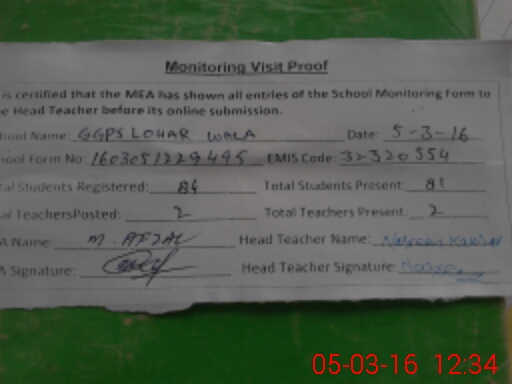 Monitoring Visit Proof
is certified that the MEA has shown all entries of the School Monitoring Form to
e Head Teacher before its online submission.
hool Name: GGPS LOHAR WALA Date: 5-3-16
hool Form No: 1603051229495 EMIS Code: 32320554
al Students Registered: 84 Total Students Present: 81
al TeachersPosted: 2 Total Teachers Present: 2
A Name: M. AFZAL Head Teacher Name:
A Signature: Head Teacher Signature:
05-03-16 12:34